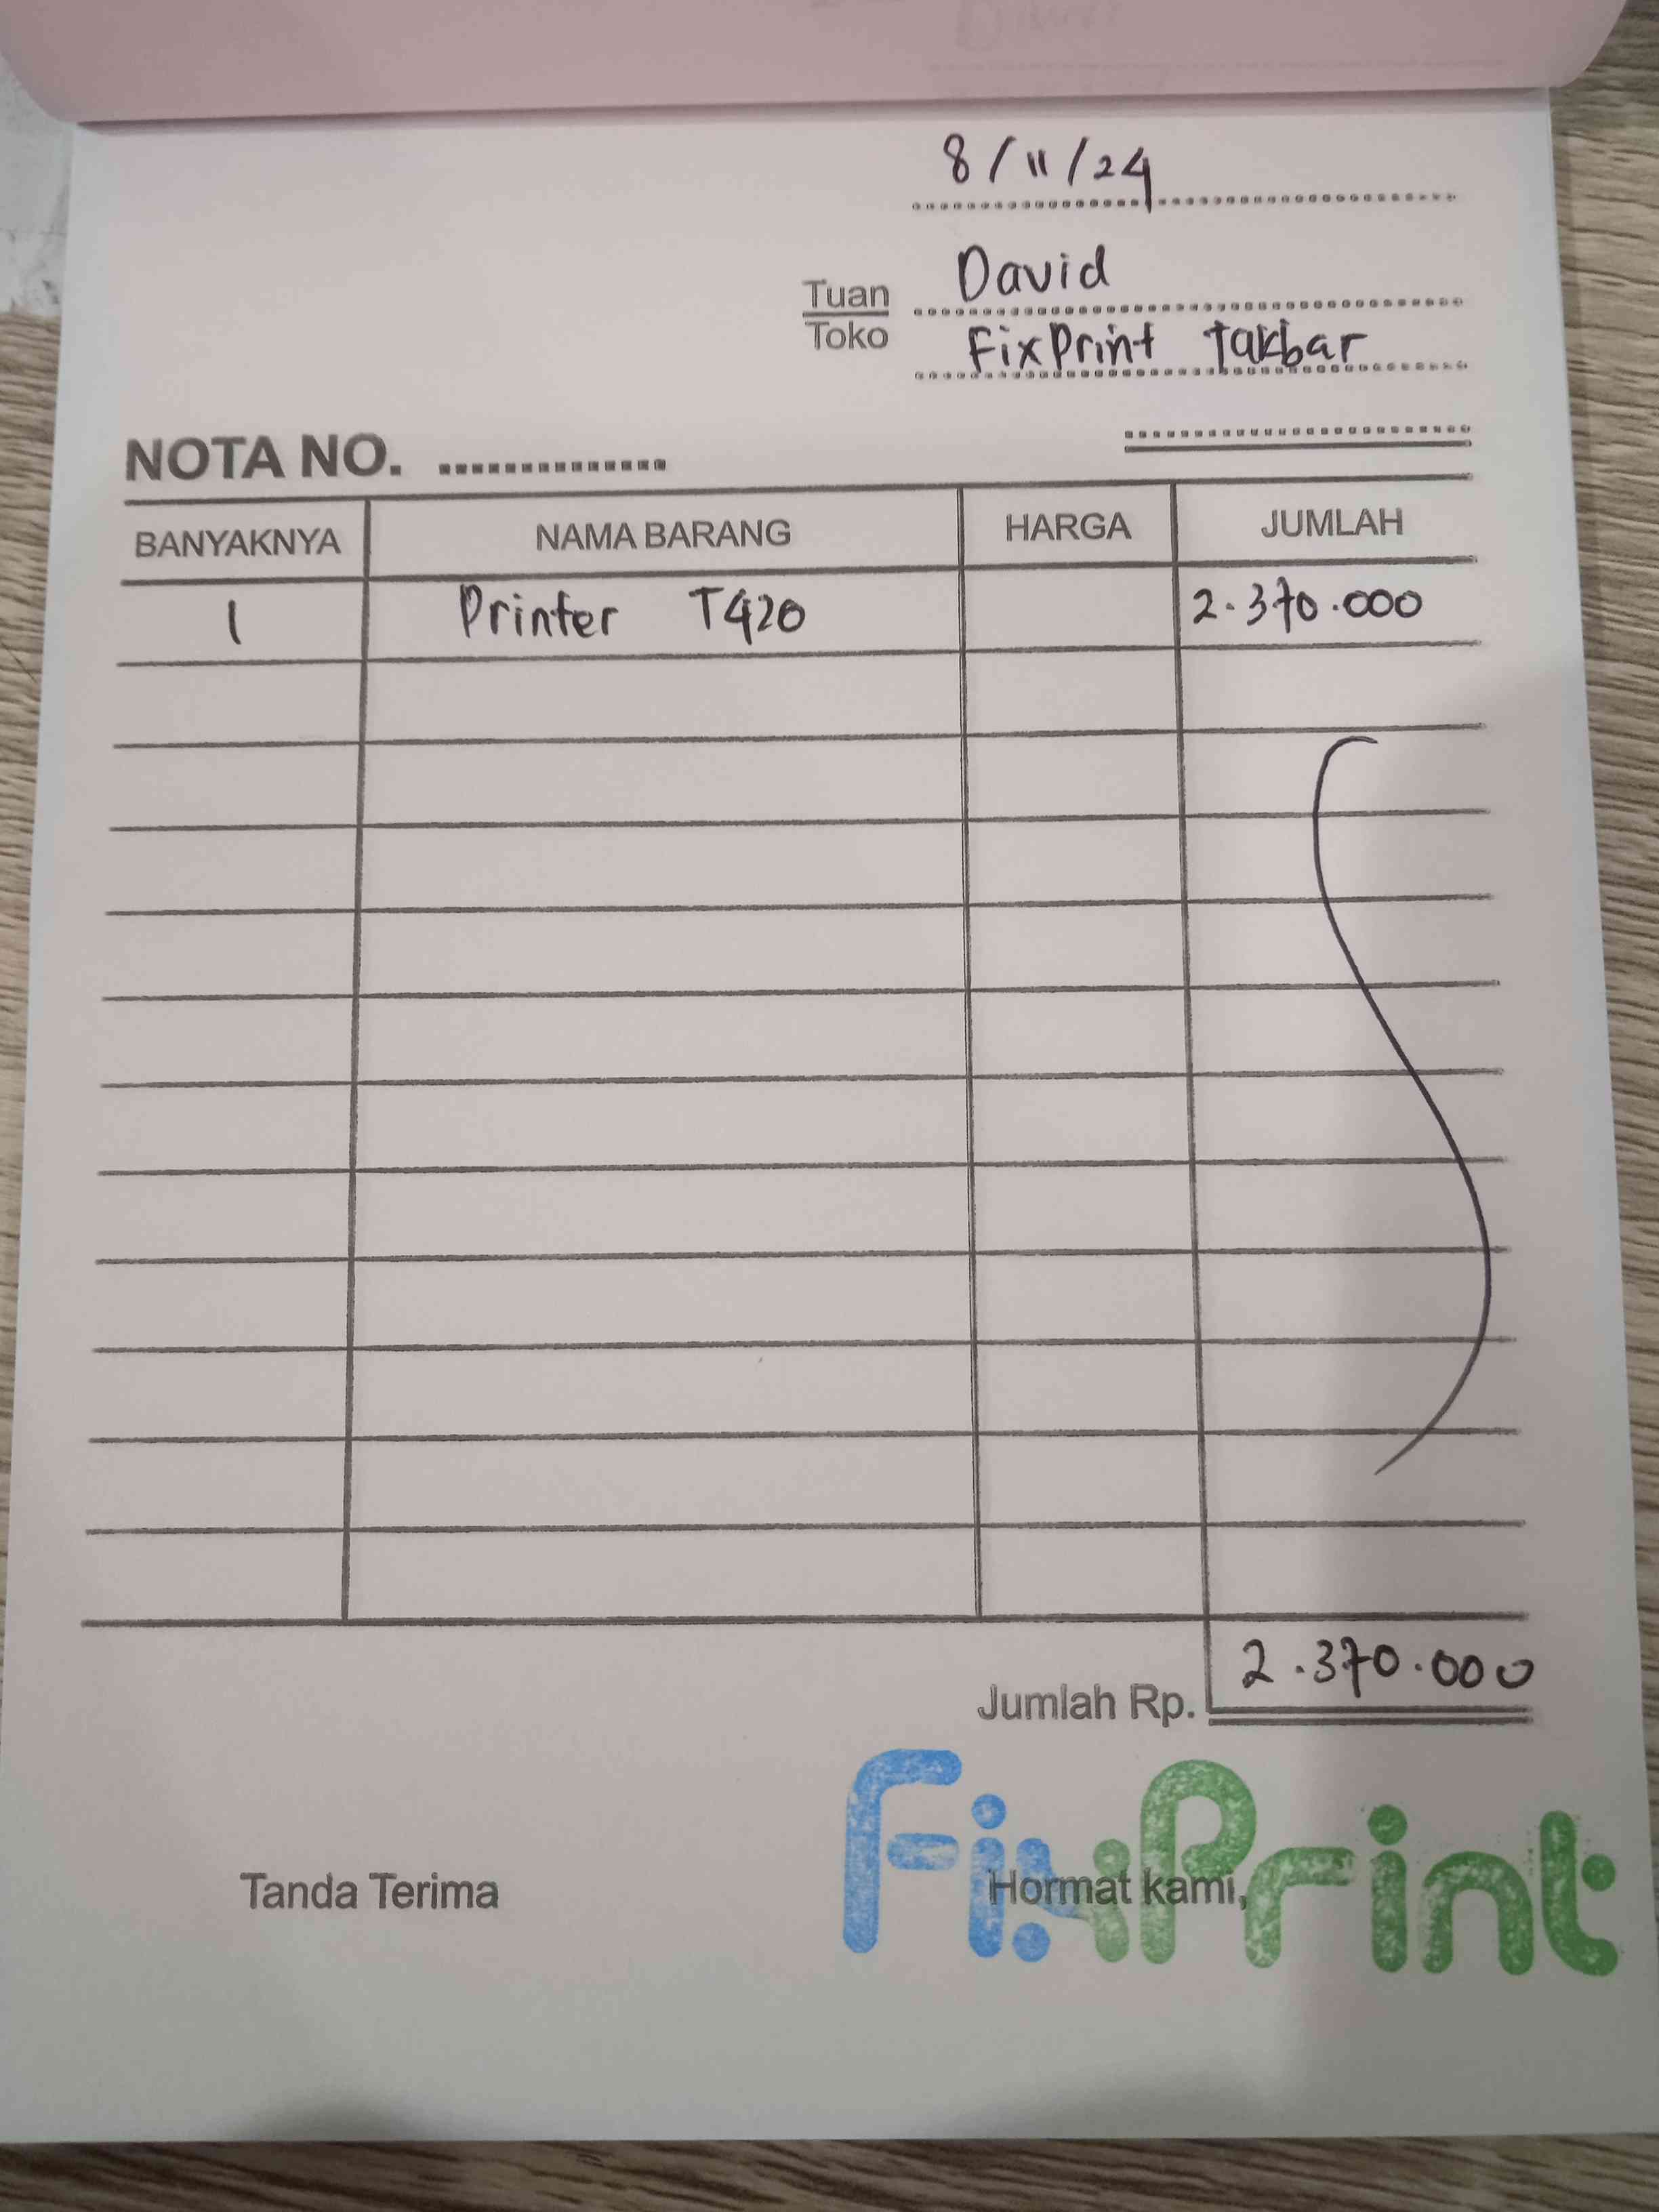 8/11/24
Tuan David
Toko FixPrint Jakbar
NOTA NO.
BANYAKNYA NAMA BARANG HARGA JUMLAH
1 Printer T420 2.370.000
Jumlah Rp. 2.370.000
FixPrint
Tanda Terima Hormat kami,